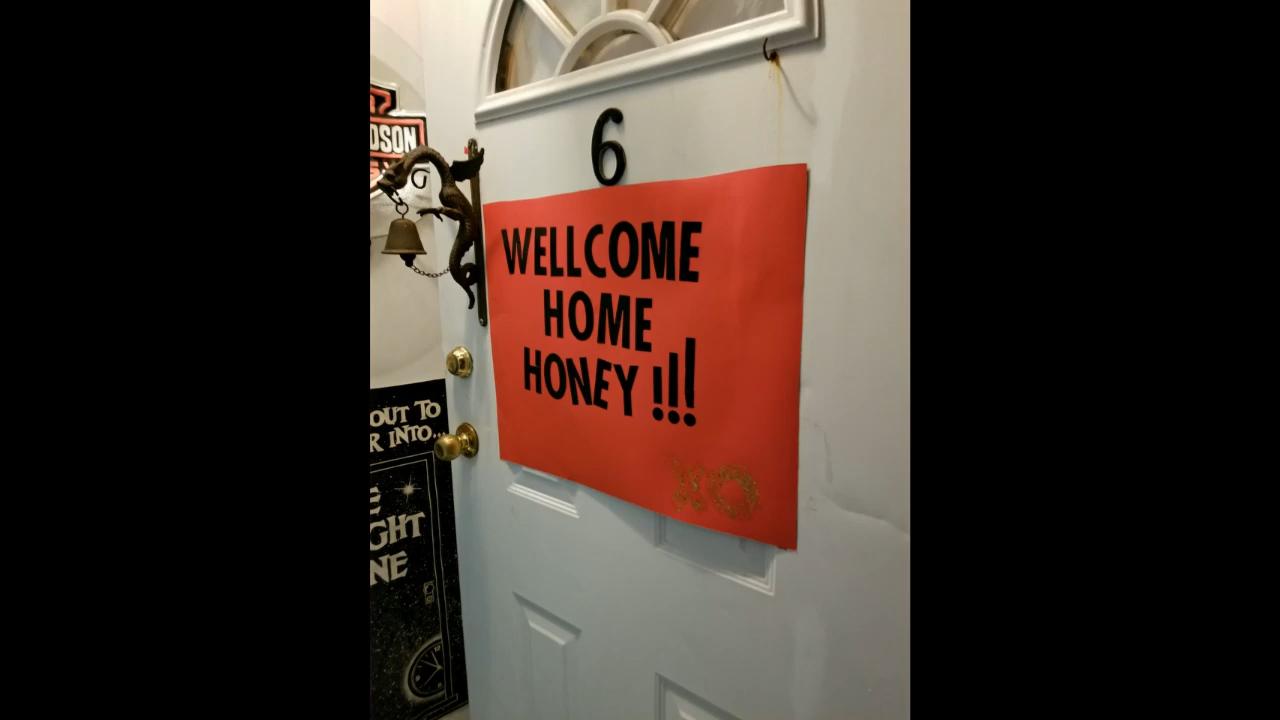 6
WELLCOME
HOME
HONEY !!!
XO
DSON
OUT TO
R INTO...
E
GHT
NE